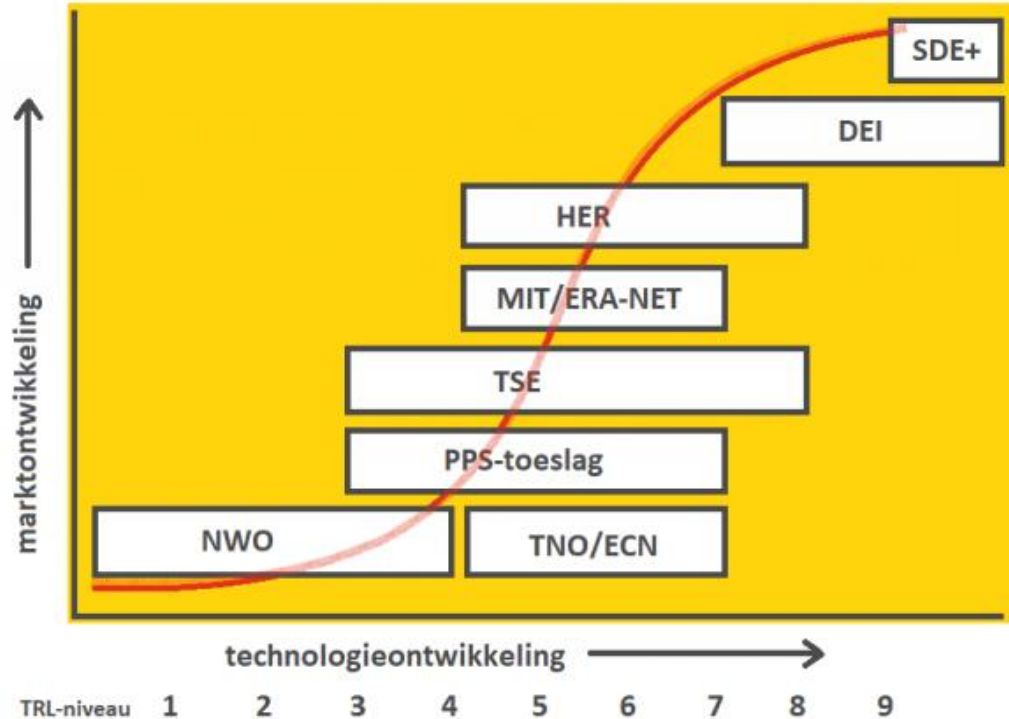 SDE+
DEI
HER
MIT/ERA-NET
TSE
PPS-toeslag
NWO
TNO/ECN
marktontwikkeling
technologieontwikkeling
TRL-niveau 1 2 3 4 5 6 7 8 9